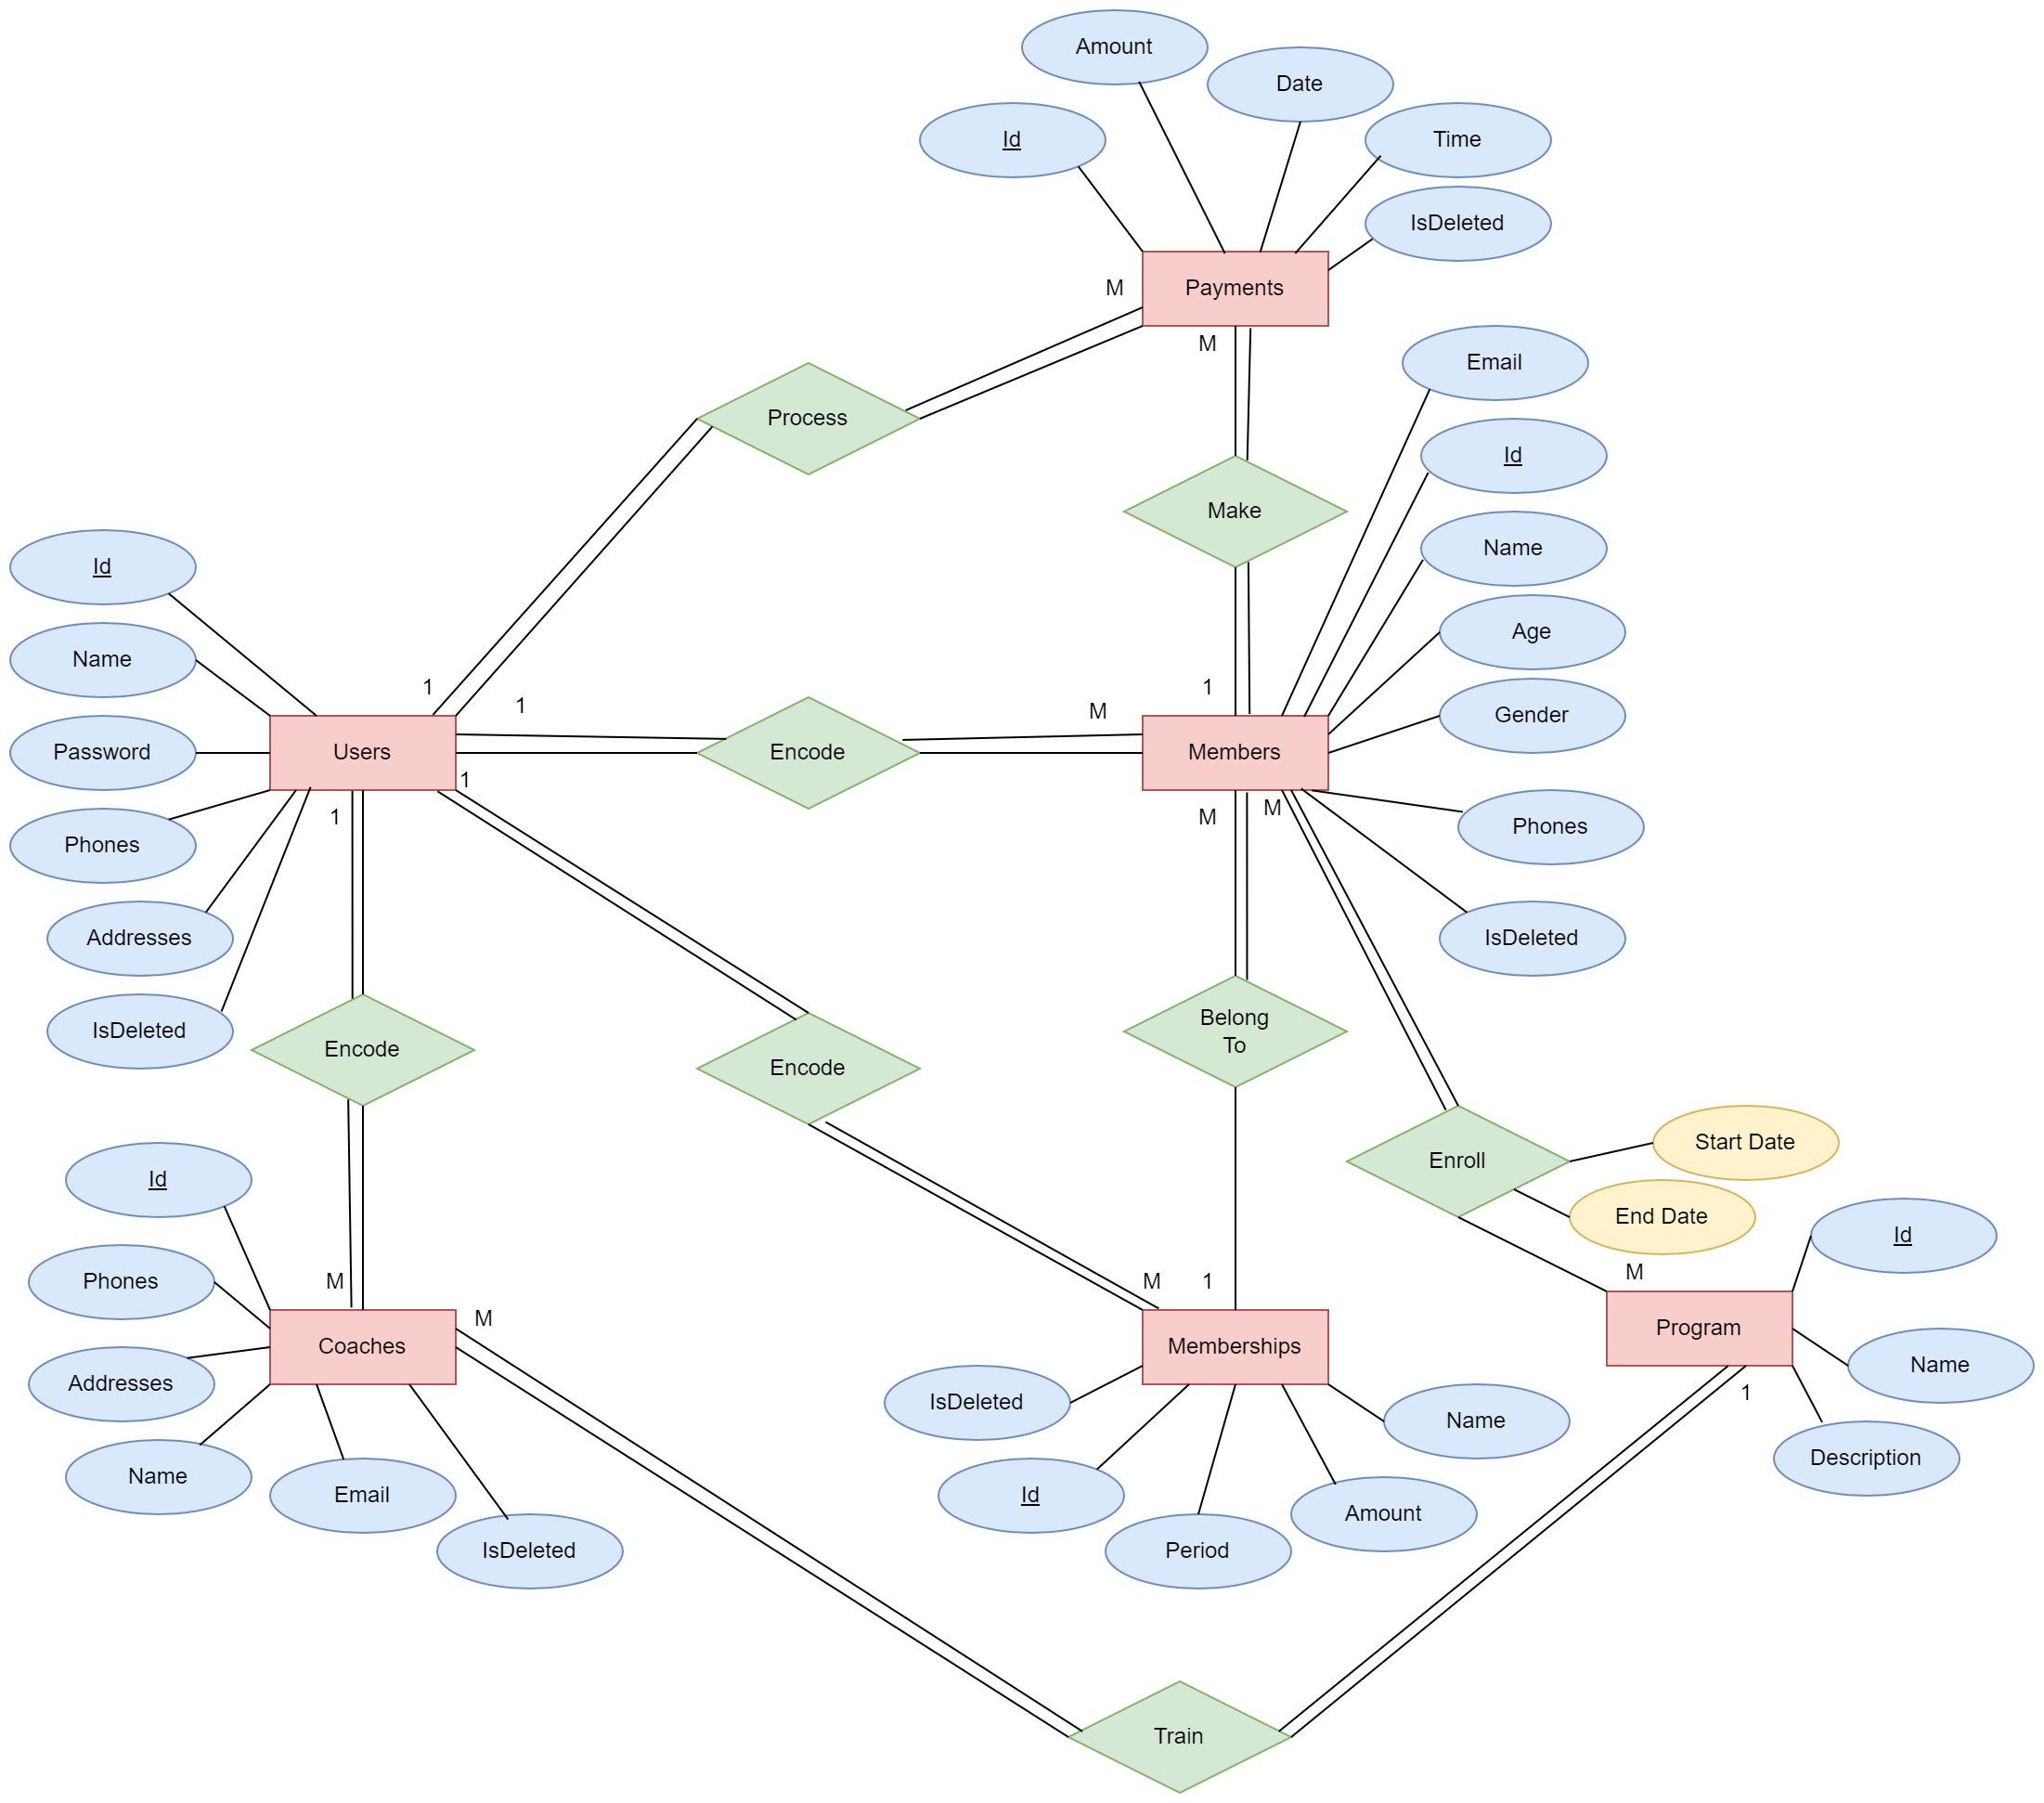 Amount
Date
Id
Time
IsDeleted
M
Payments
M
Email
Process
Id
Make
Name
Id
Age
Name
1
1
1
M
Gender
Password
Users
Encode
Members
1
1
M
M
Phones
Phones
Addresses
IsDeleted
IsDeleted
Encode
Encode
Belong
To
Start Date
Enroll
End Date
Id
Id
Phones
M
M
1
M
M
Program
Coaches
Memberships
Name
Addresses
1
IsDeleted
Name
Description
Name
Email
Id
Amount
IsDeleted
Period
Train